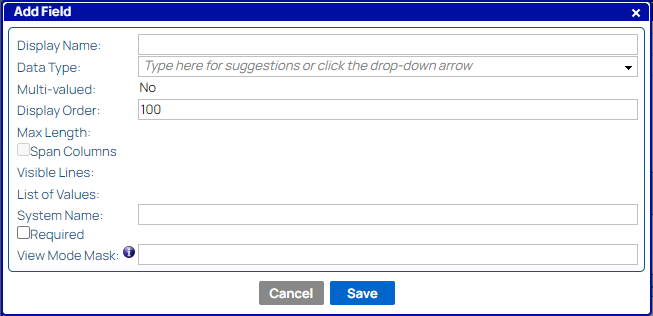 Add Field
Display Name:
Data Type: Type here for suggestions or click the drop-down arrow
Multi-valued: No
Display Order: 100
Max Length:
Span Columns
Visible Lines:
List of Values:
System Name:
Required
View Mode Mask:
Cancel Save